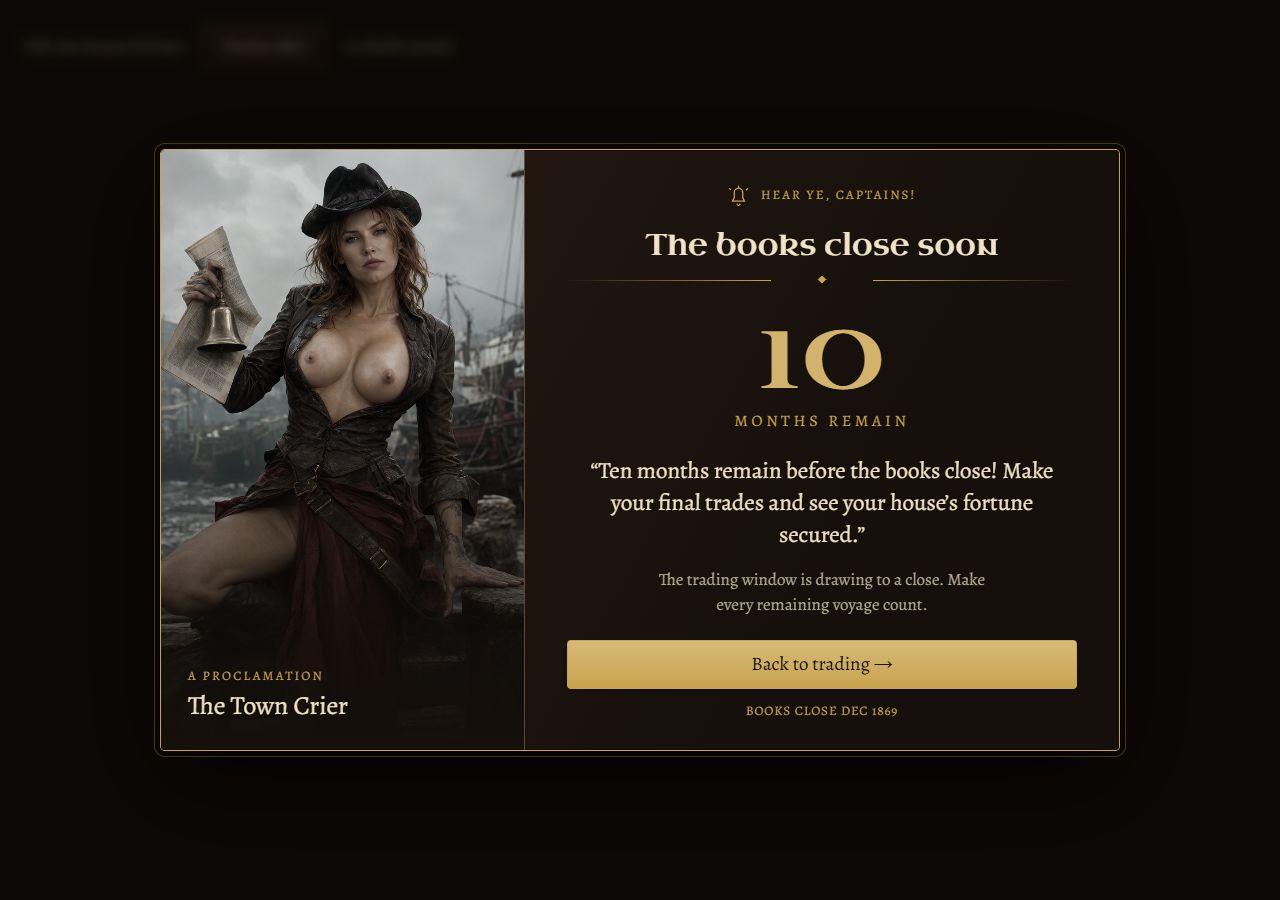 HEAR YE, CAPTAINS!
The books close soon
10
MONTHS REMAIN
“Ten months remain before the books close! Make
your final trades and see your house’s fortune
secured.”
The trading window is drawing to a close. Make
every remaining voyage count.
Back to trading →
BOOKS CLOSE DEC 1869
A PROCLAMATION
The Town Crier